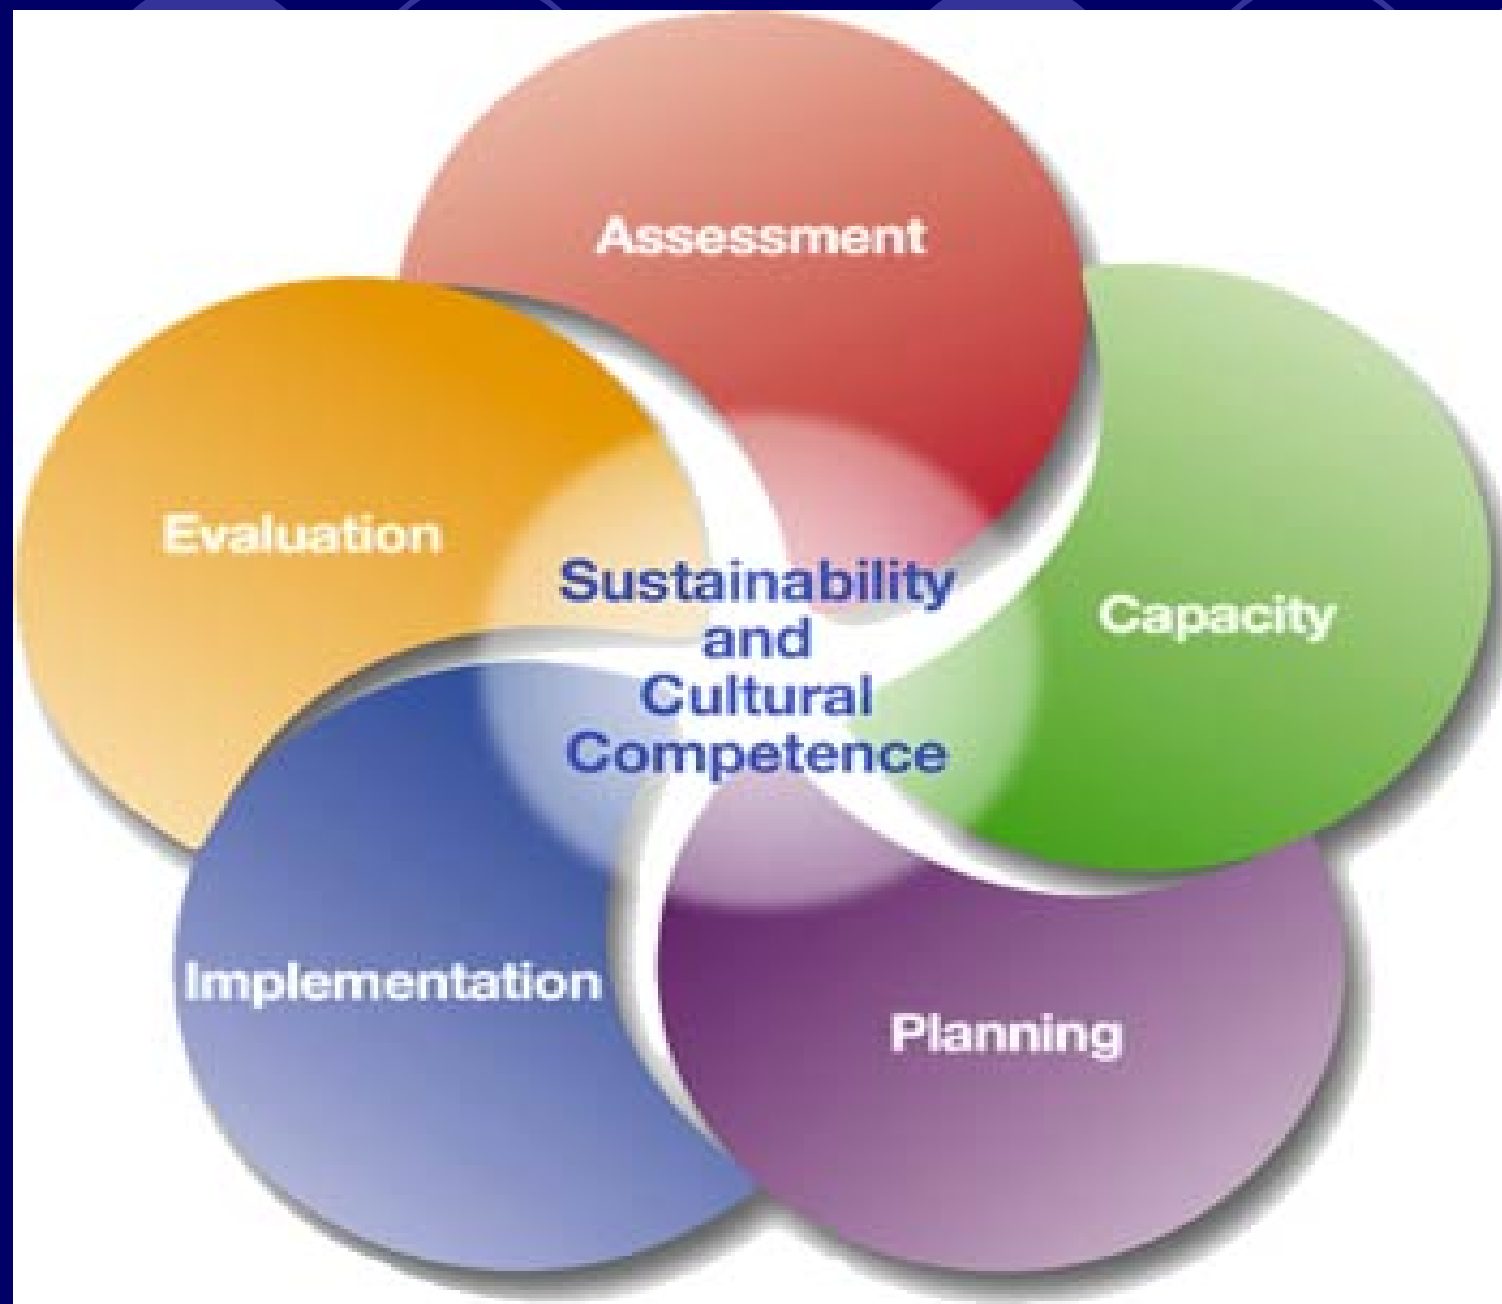 Assessment
Evaluation
Capacity
Sustainability
and
Cultural
Competence
Implementation
Planning